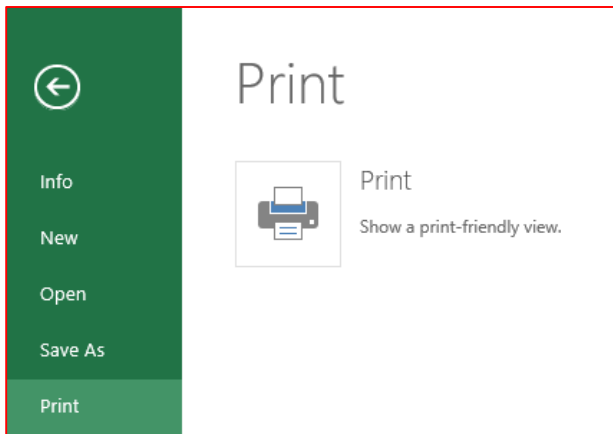 Print
Info
New
Open
Save As
Print
Print
Show a print-friendly view.